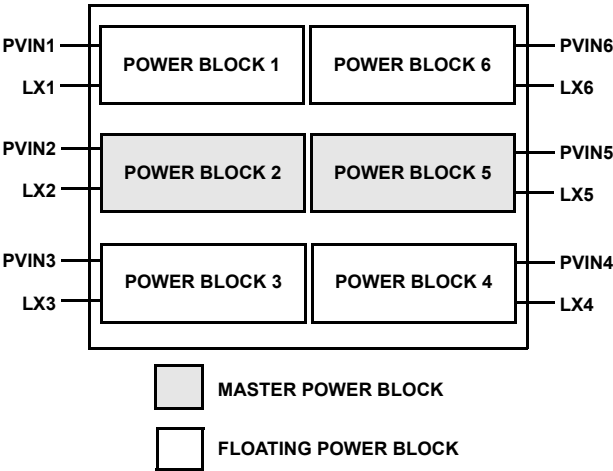 PVIN1
LX1
POWER BLOCK 1
POWER BLOCK 6
PVIN6
LX6
PVIN2
LX2
POWER BLOCK 2
POWER BLOCK 5
PVIN5
LX5
PVIN3
LX3
POWER BLOCK 3
POWER BLOCK 4
PVIN4
LX4
MASTER POWER BLOCK
FLOATING POWER BLOCK